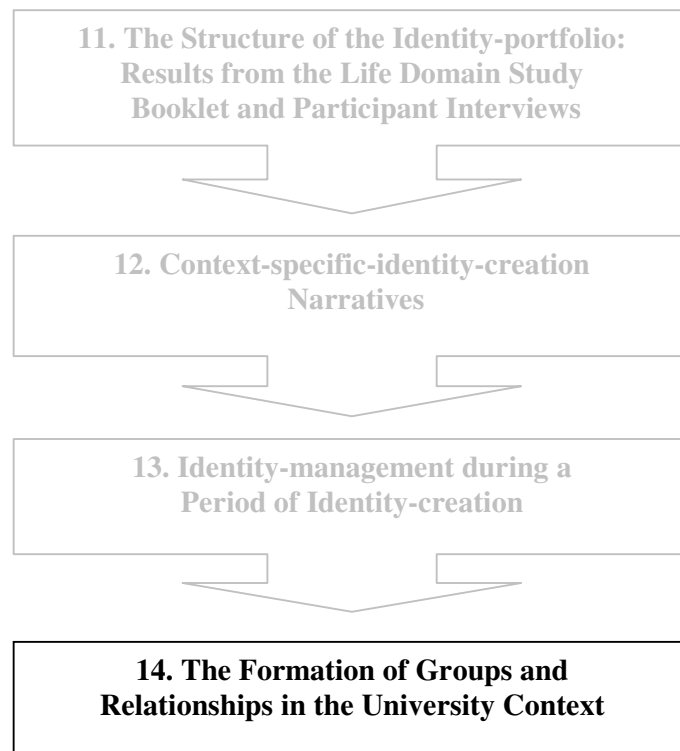 11. The Structure of the Identity-portfolio:
Results from the Life Domain Study
Booklet and Participant Interviews
12. Context-specific-identity-creation
Narratives
13. Identity-management during a
Period of Identity-creation
14. The Formation of Groups and
Relationships in the University Context